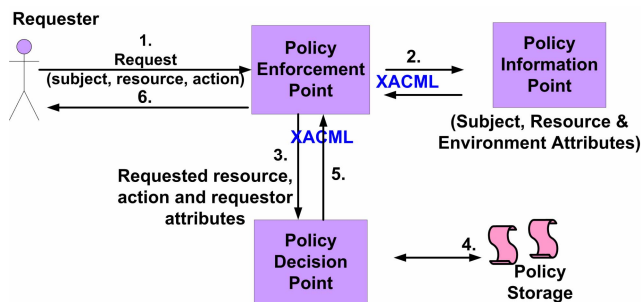 Requester
1.
Request
(subject, resource, action)
6.
Policy
Enforcement
Point
2.
XACML
Policy
Information
Point
(Subject, Resource &
Environment Attributes)
XACML
3.
5.
Requested resource,
action and requestor
attributes
Policy
Decision
Point
4.
Policy
Storage